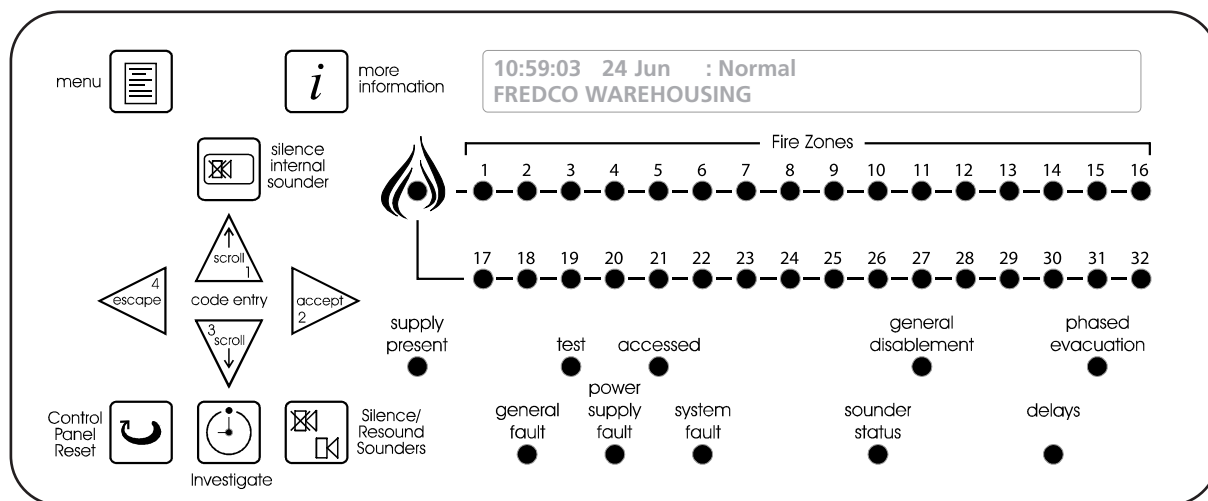 menu
i
more
information
10:59:03 24 Jun : Normal
FREDCO WAREHOUSING
silence
internal
sounder
Fire Zones
1 2 3 4 5 6 7 8 9 10 11 12 13 14 15 16
17 18 19 20 21 22 23 24 25 26 27 28 29 30 31 32
scroll
1
4
escape
code entry
accept
2
3
scroll
supply
present
test
accessed
general
disablement
phased
evacuation
Control
Panel
Reset
Investigate
Silence/
Resound
Sounders
general
fault
power
supply
fault
system
fault
sounder
status
delays